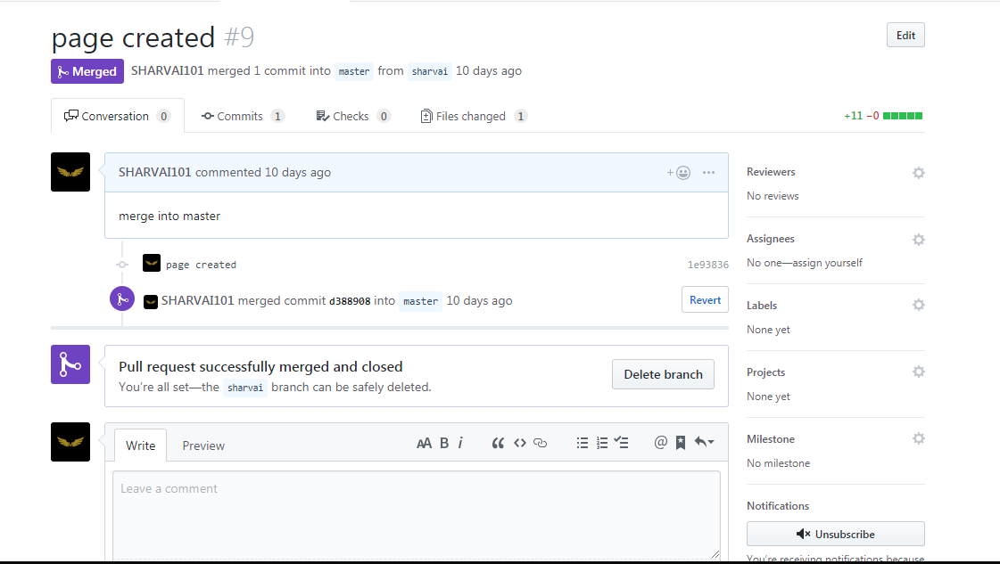 page created #9
Edit
Merged SHARVAI101 merged 1 commit into master from sharvai 10 days ago
Conversation 0 Commits 1 Checks 0 Files changed 1 +11 −0
SHARVAI101 commented 10 days ago
merge into master
page created 1e93836
SHARVAI101 merged commit d388908 into master 10 days ago Revert
Pull request successfully merged and closed
You're all set—the sharvai branch can be safely deleted.
Delete branch
Write Preview
Leave a comment
Reviewers
No reviews
Assignees
No one—assign yourself
Labels
None yet
Projects
None yet
Milestone
No milestone
Notifications
Unsubscribe
You're receiving notifications because